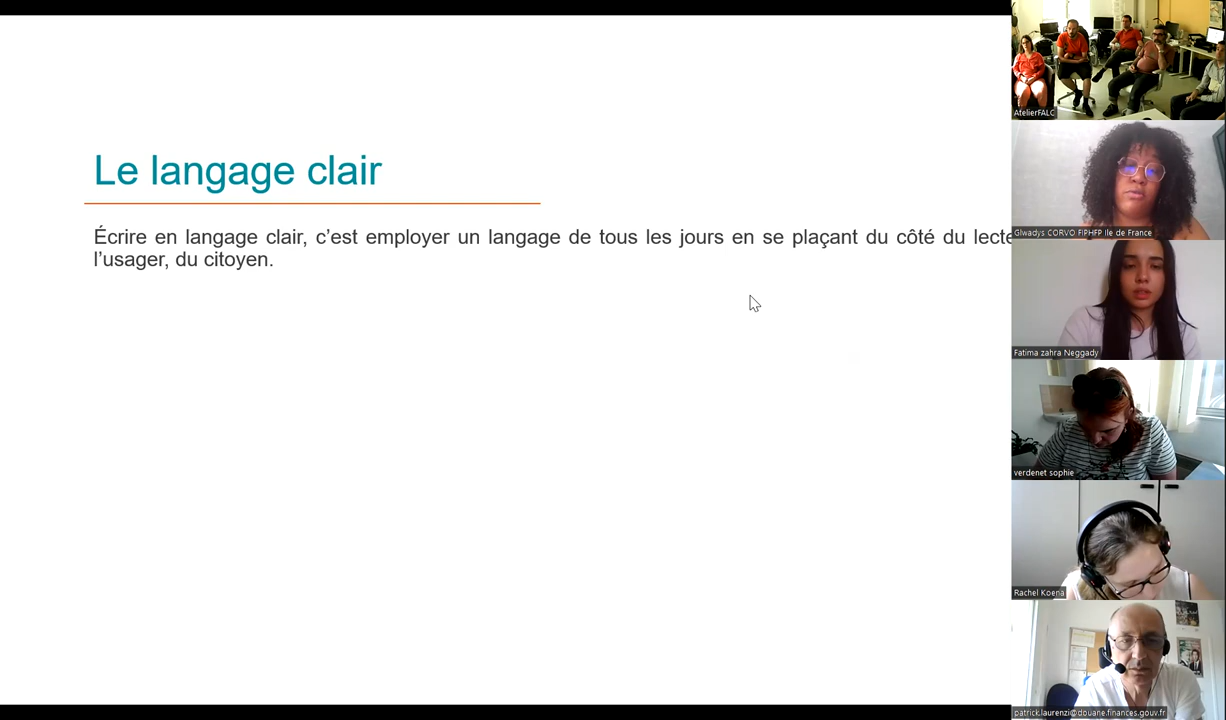 Le langage clair
Écrire en langage clair, c’est employer un langage de tous les jours en se plaçant du côté du
l’usager, du citoyen.
AtelierFALC
Glwadys CORVO FIPHFP Ile de France
Fatima zahra Neggady
verdenet sophie
Rachel Koena
patrick.laurenzi@douane.finances.gouv.fr